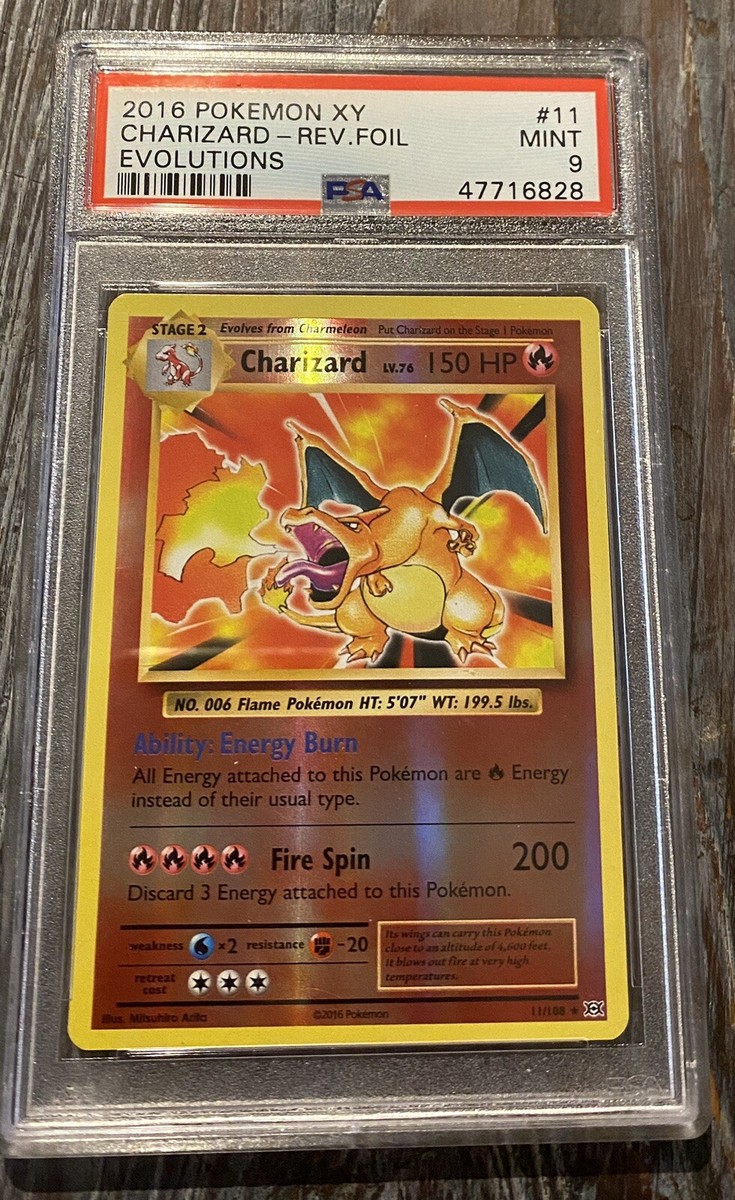 2016 POKEMON XY #11
CHARIZARD – REV.FOIL MINT
EVOLUTIONS 9
PSA 47716828
STAGE 2 Evolves from Charmeleon Put Charizard on the Stage 1 Pokémon
Charizard LV.76 150 HP
NO. 006 Flame Pokémon HT: 5'07" WT: 199.5 lbs.
Ability: Energy Burn
All Energy attached to this Pokémon are Energy
instead of their usual type.
Fire Spin 200
Discard 3 Energy attached to this Pokémon.
weakness ×2 resistance -20
retreat
cost
Its wings can carry this Pokémon
close to an altitude of 4,600 feet.
It blows out fire at very high
temperatures.
Illus. Mitsuhiro Arita ©2016 Pokémon 11/108 ★